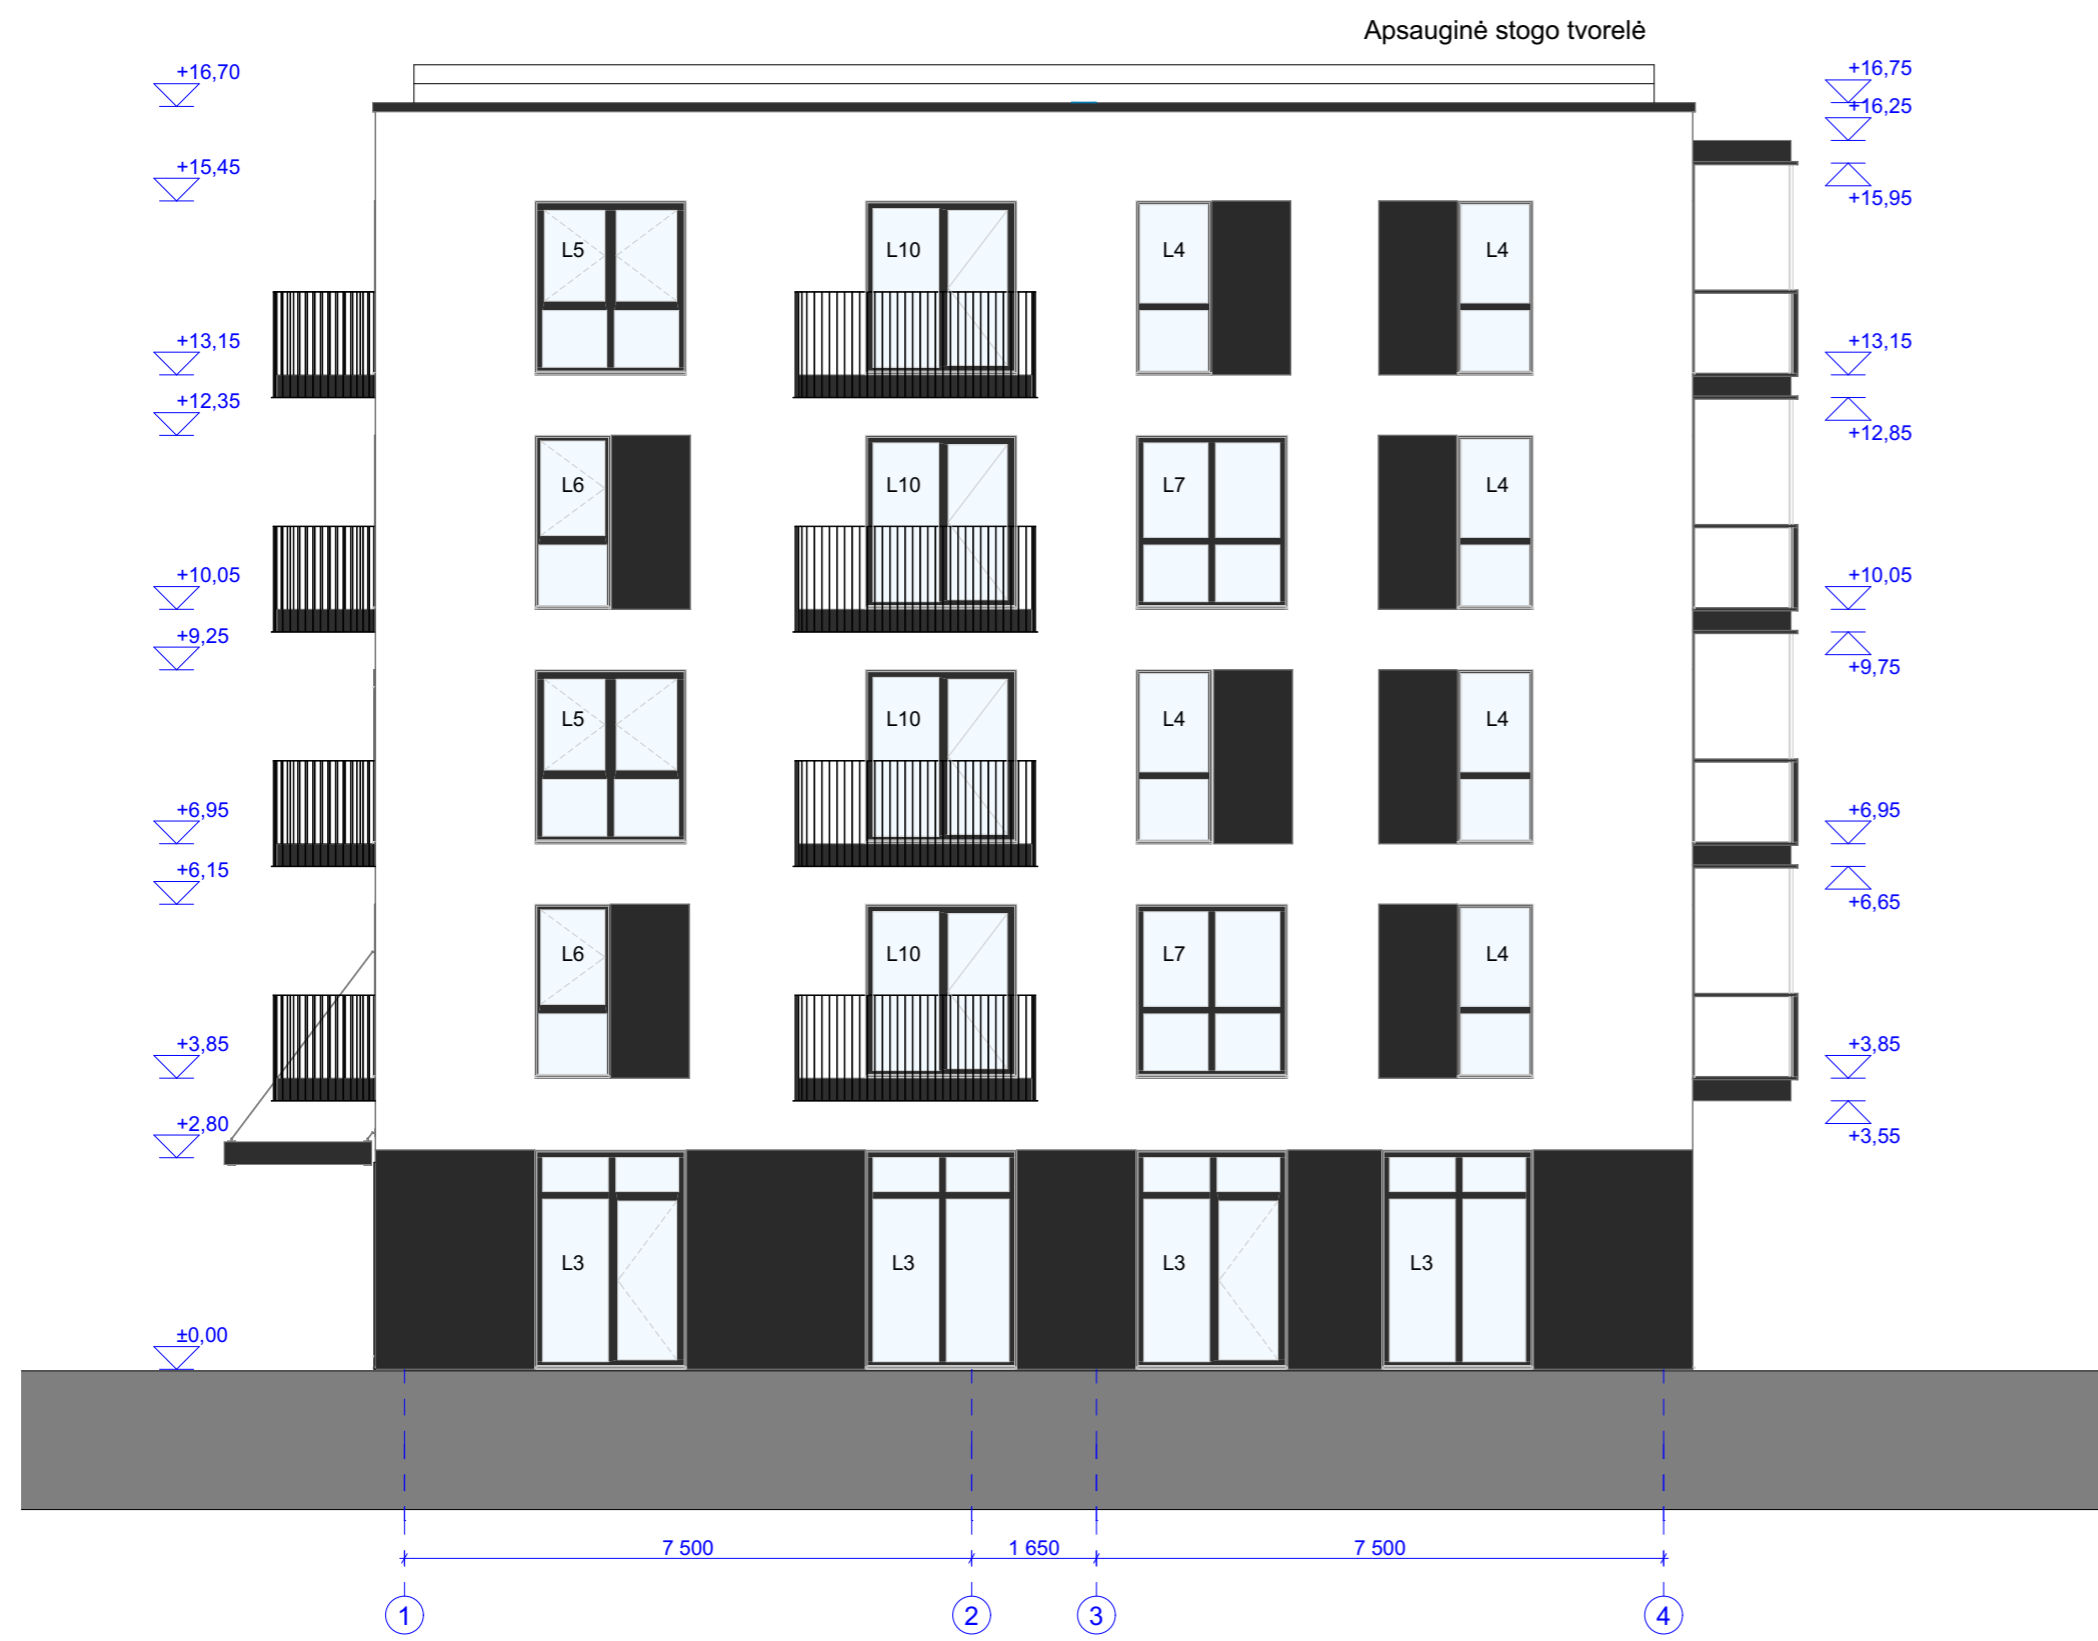 Apsauginė stogo tvorelė
+16,70
+16,75
+16,25
+15,45
+15,95
L5
L10
L4
L4
+13,15
+13,15
+12,35
+12,85
L6
L10
L7
L4
+10,05
+10,05
+9,25
+9,75
L5
L10
L4
L4
+6,95
+6,95
+6,15
+6,65
L6
L10
L7
L4
+3,85
+3,85
+2,80
+3,55
L3
L3
L3
L3
±0,00
7 500
1 650
7 500
1
2
3
4